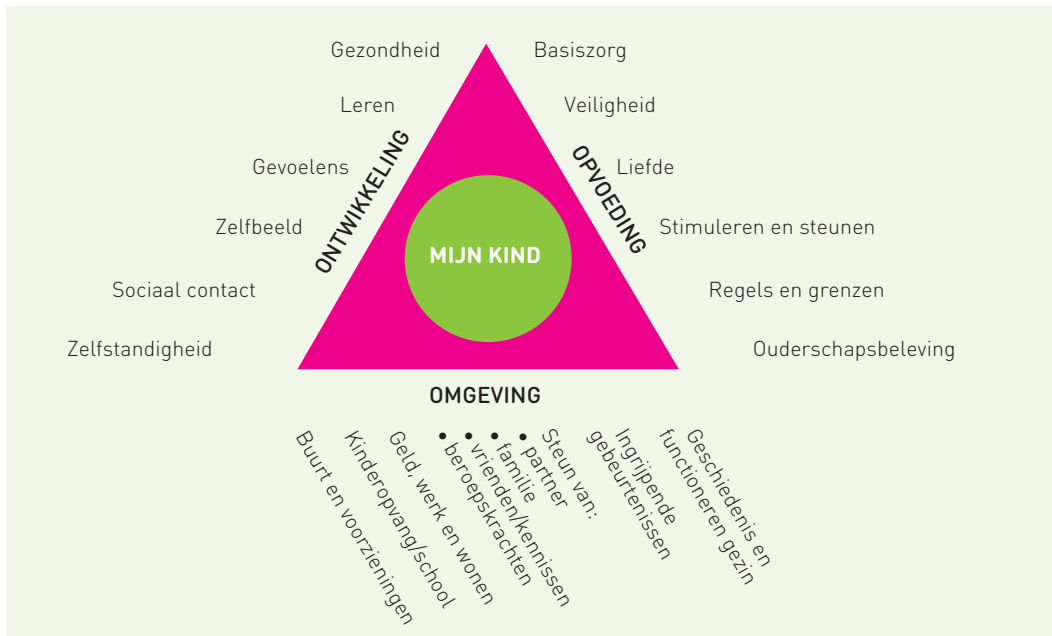 Gezondheid
Leren
Gevoelens
Zelfbeeld
Sociaal contact
Zelfstandigheid
ONTWIKKELING
MIJN KIND
OPVOEDING
Basiszorg
Veiligheid
Liefde
Stimuleren en steunen
Regels en grenzen
Ouderschapsbeleving
OMGEVING
Buurt en voorzieningen
Kinderopvang/school
Geld, werk en wonen
Steun van:
• partner
• familie
• vrienden/kennissen
• beroepskrachten
Ingrijpende
gebeurtenissen
Geschiedenis en
functioneren gezin